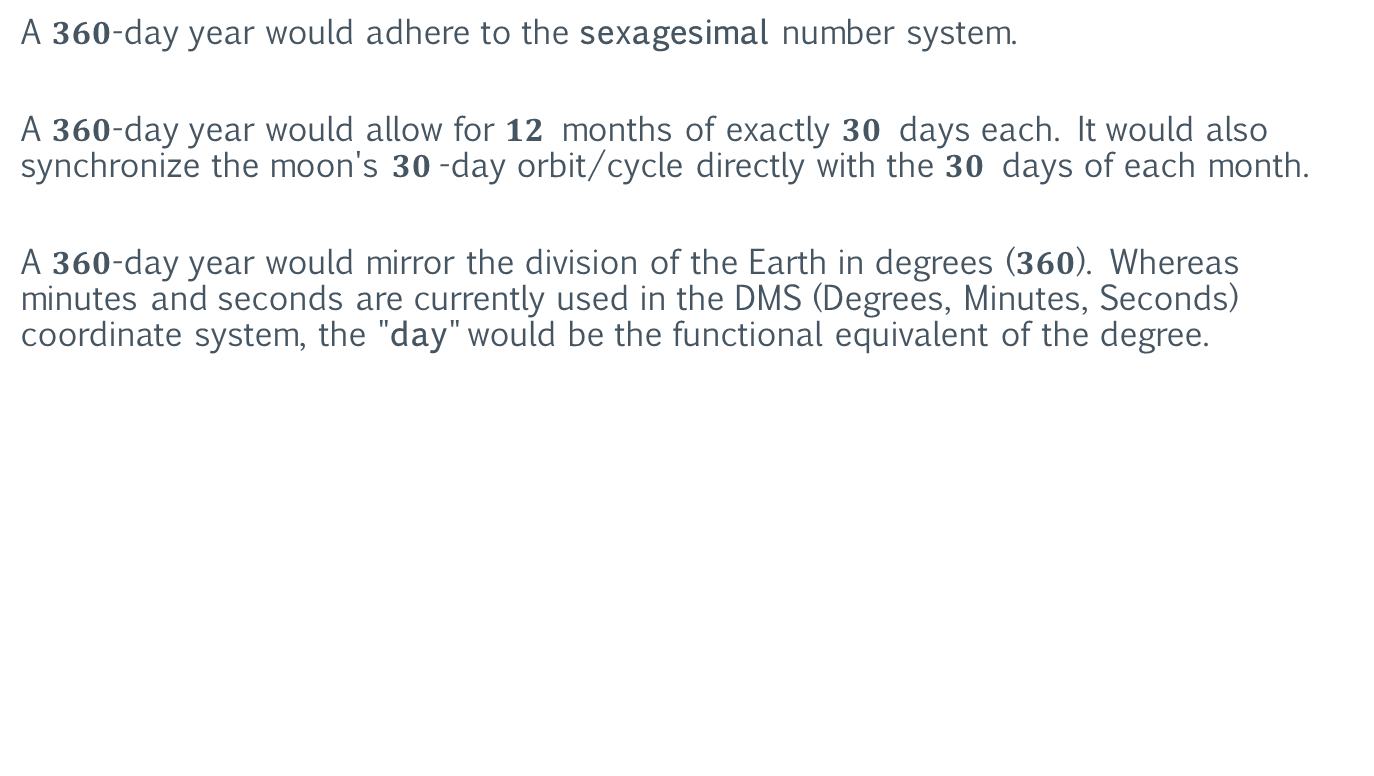 A 360-day year would adhere to the sexagesimal number system.
A 360-day year would allow for 12 months of exactly 30 days each. It would also
synchronize the moon's 30 -day orbit/cycle directly with the 30 days of each month.
A 360-day year would mirror the division of the Earth in degrees (360). Whereas
minutes and seconds are currently used in the DMS (Degrees, Minutes, Seconds)
coordinate system, the "day" would be the functional equivalent of the degree.